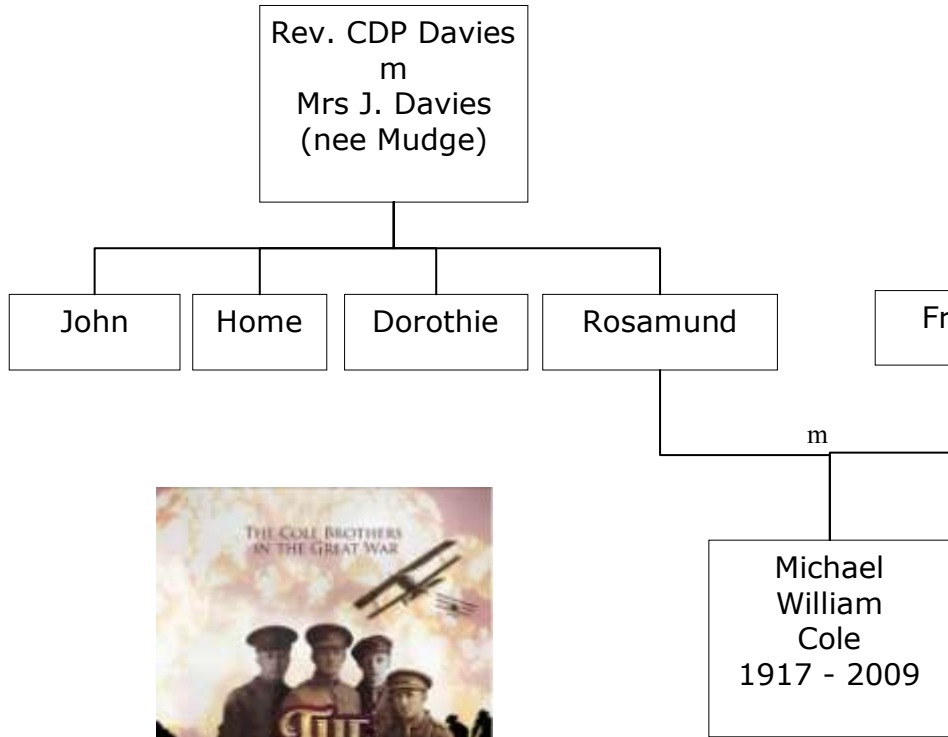 Rev. CDP Davies
m
Mrs J. Davies
(nee Mudge)
John
Home
Dorothie
Rosamund
Fr
m
THE COLE BROTHERS
IN THE GREAT WAR
Michael
William
Cole
1917 - 2009